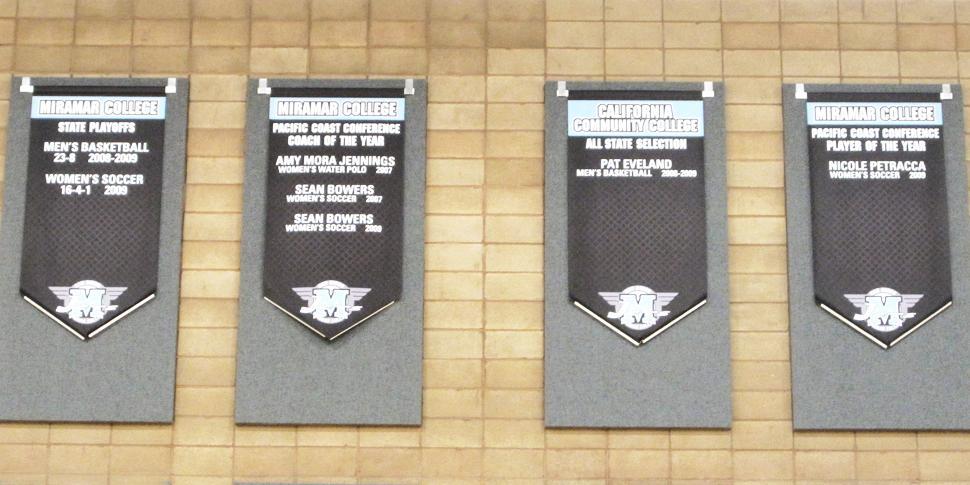 MIRAMAR COLLEGE
STATE PLAYOFFS
MEN'S BASKETBALL
23-8 2008-2009
WOMEN'S SOCCER
16-4-1 2009
M
MIRAMAR COLLEGE
PACIFIC COAST CONFERENCE
COACH OF THE YEAR
AMY MORA JENNINGS
WOMEN'S WATER POLO 2007
SEAN BOWERS
WOMEN'S SOCCER 2007
SEAN BOWERS
WOMEN'S SOCCER 2009
M
CALIFORNIA
COMMUNITY COLLEGE
ALL STATE SELECTION
PAT EVELAND
MEN'S BASKETBALL 2008-2009
M
MIRAMAR COLLEGE
PACIFIC COAST CONFERENCE
PLAYER OF THE YEAR
NICOLE PETRACCA
WOMEN'S SOCCER 2009
M